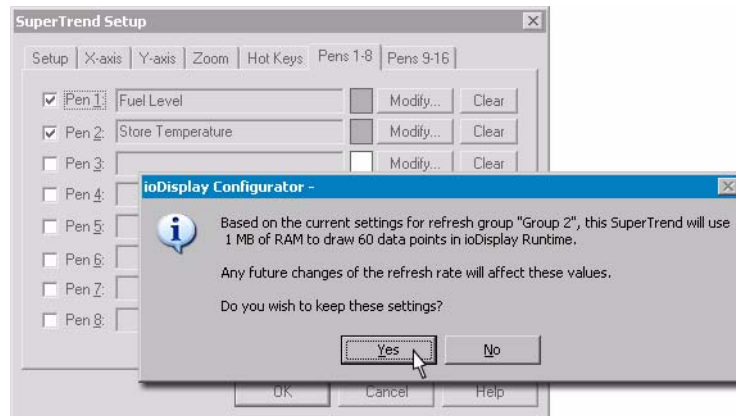 SuperTrend Setup
Setup X-axis Y-axis Zoom Hot Keys Pens 1-8 Pens 9-16
Pen 1: Fuel Level Modify... Clear
Pen 2: Store Temperature Modify... Clear
Pen 3: Modify... Clear
Pen 4:
Pen 5:
Pen 6:
Pen 7:
Pen 8:
ioDisplay Configurator -
Based on the current settings for refresh group "Group 2", this SuperTrend will use
1 MB of RAM to draw 60 data points in ioDisplay Runtime.
Any future changes of the refresh rate will affect these values.
Do you wish to keep these settings?
Yes No
OK Cancel Help